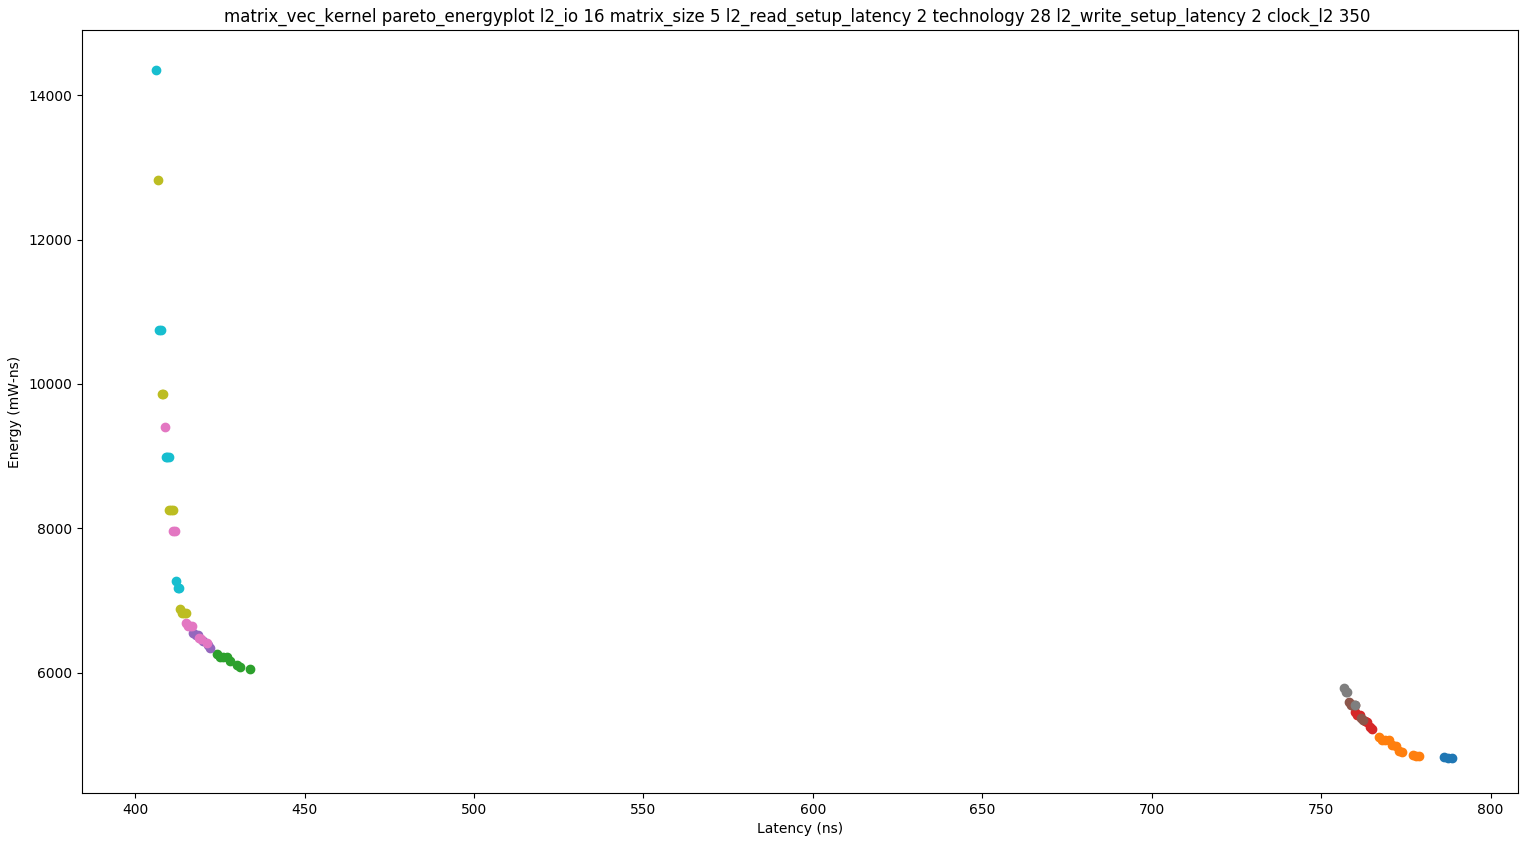 matrix_vec_kernel pareto_energyplot l2_io 16 matrix_size 5 l2_read_setup_latency 2 technology 28 l2_write_setup_latency 2 clock_l2 350
14000
12000
10000
8000
6000
Energy (mW-ns)
400 450 500 550 600 650 700 750 800
Latency (ns)